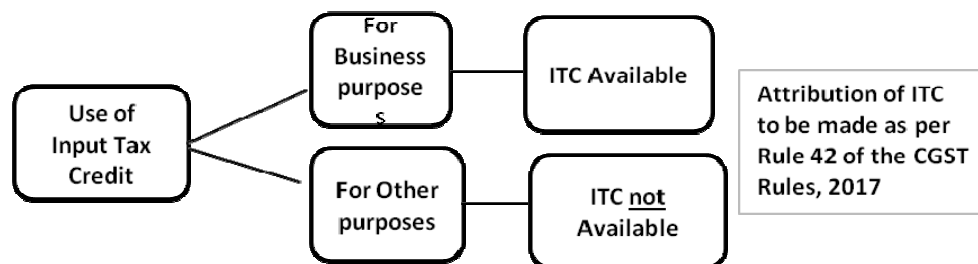 Use of
Input Tax
Credit
For
Business
purpose
s
ITC Available
For Other
purposes
ITC not
Available
Attribution of ITC
to be made as per
Rule 42 of the CGST
Rules, 2017